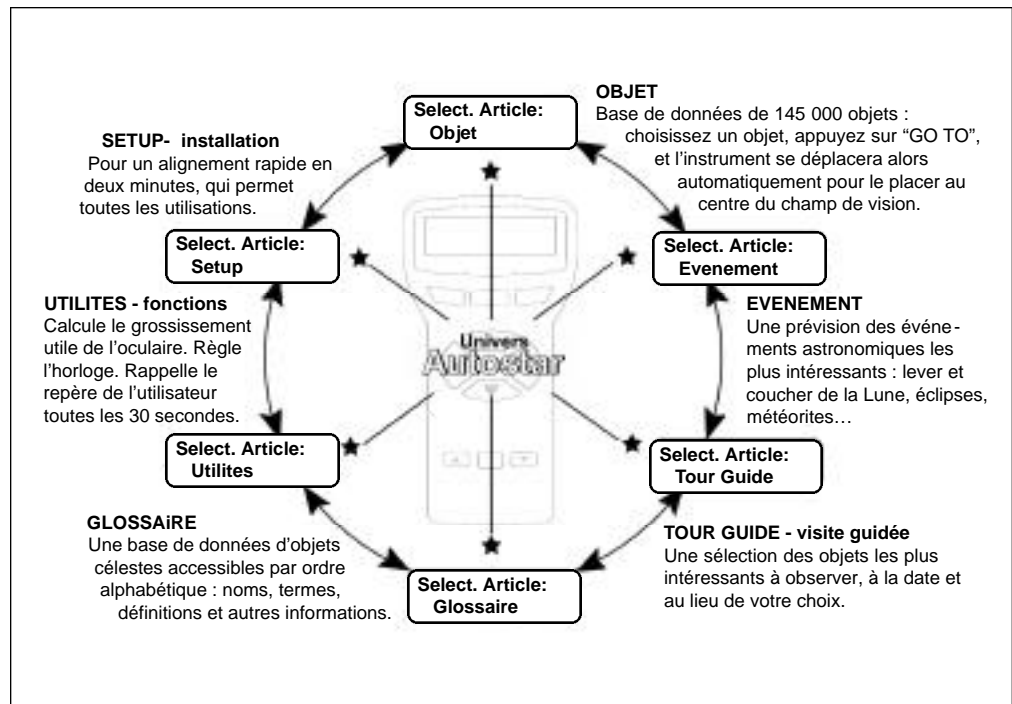 OBJET
Base de données de 145 000 objets :
choisissez un objet, appuyez sur “GO TO”,
et l’instrument se déplacera alors
automatiquement pour le placer au
centre du champ de vision.
Select. Article:
Objet
SETUP- installation
Pour un alignement rapide en
deux minutes, qui permet
toutes les utilisations.
Select. Article:
Setup
Select. Article:
Evenement
UTILITES - fonctions
Calcule le grossissement
utile de l’oculaire. Règle
l’horloge. Rappelle le
repère de l’utilisateur
toutes les 30 secondes.
Univers
Autostar
EVENEMENT
Une prévision des événe-
ments astronomiques les
plus intéressants : lever et
coucher de la Lune, éclipses,
météorites…
Select. Article:
Utilites
Select. Article:
Tour Guide
GLOSSAiRE
Une base de données d’objets
célestes accessibles par ordre
alphabétique : noms, termes,
définitions et autres informations.
Select. Article:
Glossaire
TOUR GUIDE - visite guidée
Une sélection des objets les plus
intéressants à observer, à la date et
au lieu de votre choix.